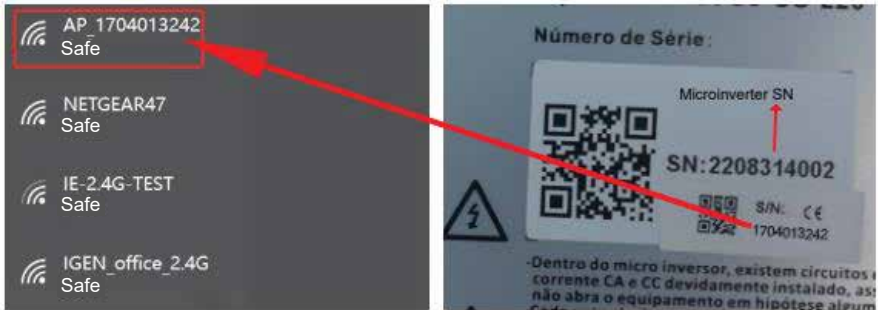 AP_1704013242
Safe
NETGEAR47
Safe
IE-2.4G-TEST
Safe
IGEN_office_2.4G
Safe
Número de Série:
Microinverter SN
SN:2208314002
S/N: CE
1704013242
-Dentro do micro inversor, existem circuitos
corrente CA e CC devidamente instalado,
não abra o equipamento em hipótese